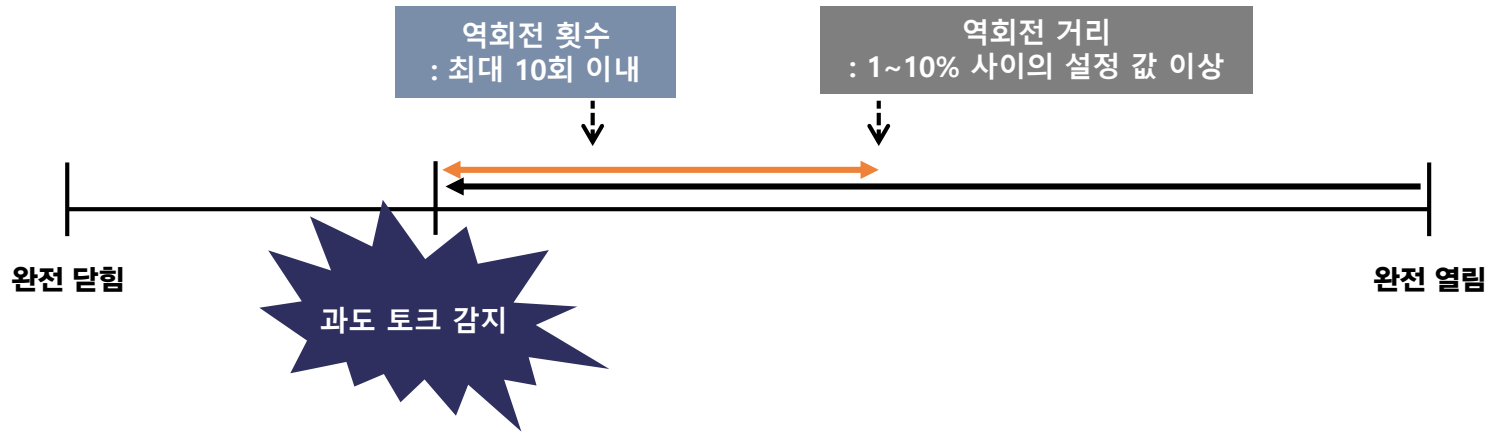 역회전 횟수
: 최대 10회 이내
역회전 거리
: 1~10% 사이의 설정 값 이상
완전 닫힘
완전 열림
과도 토크 감지